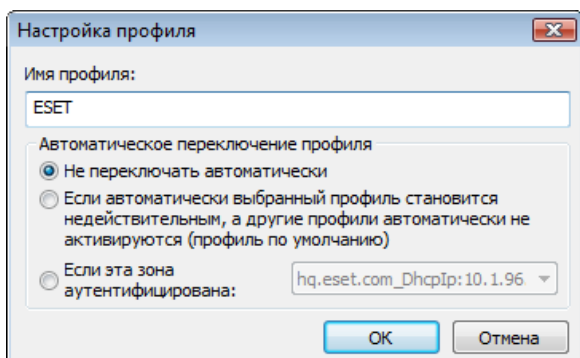 Настройка профиля
Имя профиля:
ESET
Автоматическое переключение профиля
Не переключать автоматически
Если автоматически выбранный профиль становится
недействительным, а другие профили автоматически не
активируются (профиль по умолчанию)
Если эта зона
аутентифицирована:
hq.eset.com_DhcpIp:10.1.96
OK
Отмена